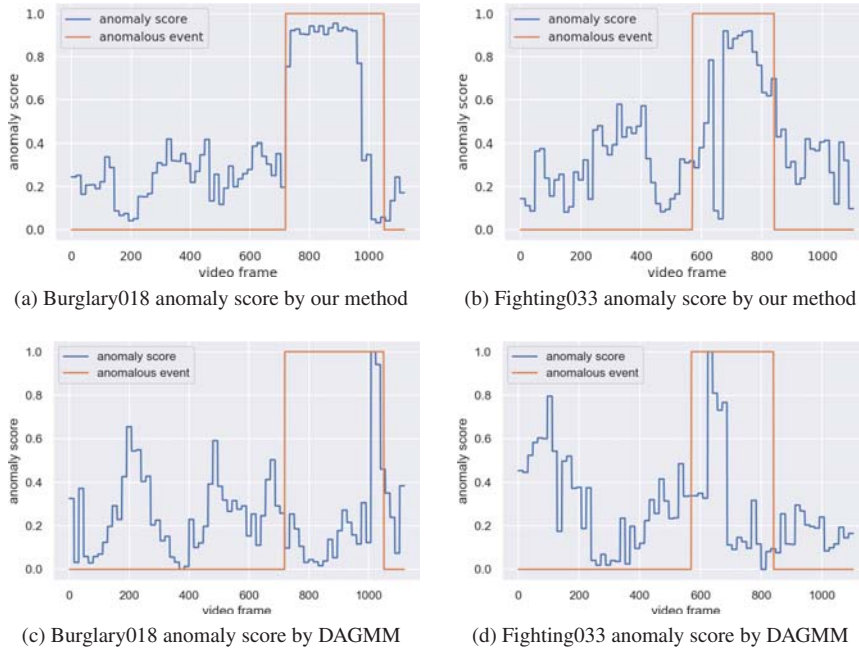 1.0
0.8
0.6
0.4
0.2
0.0
anomaly score
anomaly score
anomalous event
0 200 400 600 800 1000
video frame
(a) Burglary018 anomaly score by our method
1.0
0.8
0.6
0.4
0.2
0.0
anomaly score
anomaly score
anomalous event
0 200 400 600 800 1000
video frame
(b) Fighting033 anomaly score by our method
1.0
0.8
0.6
0.4
0.2
0.0
anomaly score
anomaly score
anomalous event
0 200 400 600 800 1000
video frame
(c) Burglary018 anomaly score by DAGMM
1.0
0.8
0.6
0.4
0.2
0.0
anomaly score
anomaly score
anomalous event
0 200 400 600 800 1000
video frame
(d) Fighting033 anomaly score by DAGMM